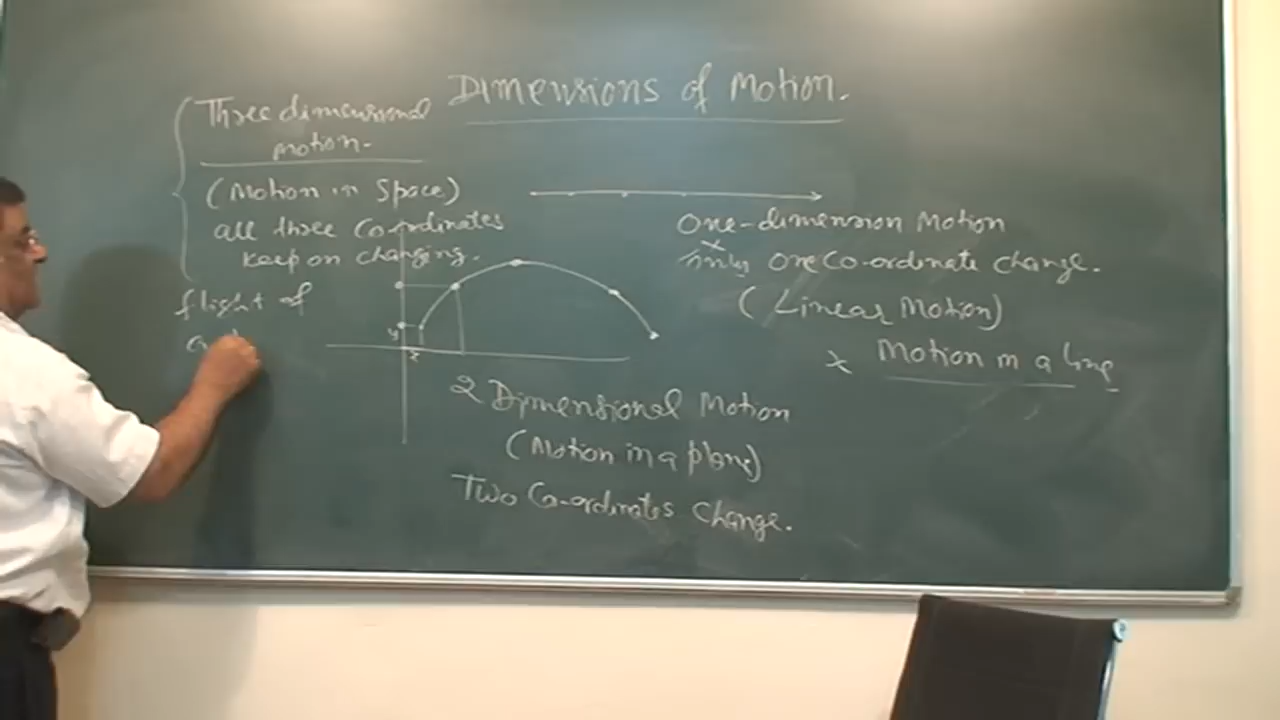 Dimensions of Motion.
Three dimensional
motion.
(Motion in Space)
all three Co-ordinates
keep on changing.
flight of
a
One-dimension Motion
x
only one Co-ordinate change.
(Linear Motion)
x Motion in a line
y
x
2 Dimensional Motion
(Motion in a plane)
Two Co-ordinates Change.